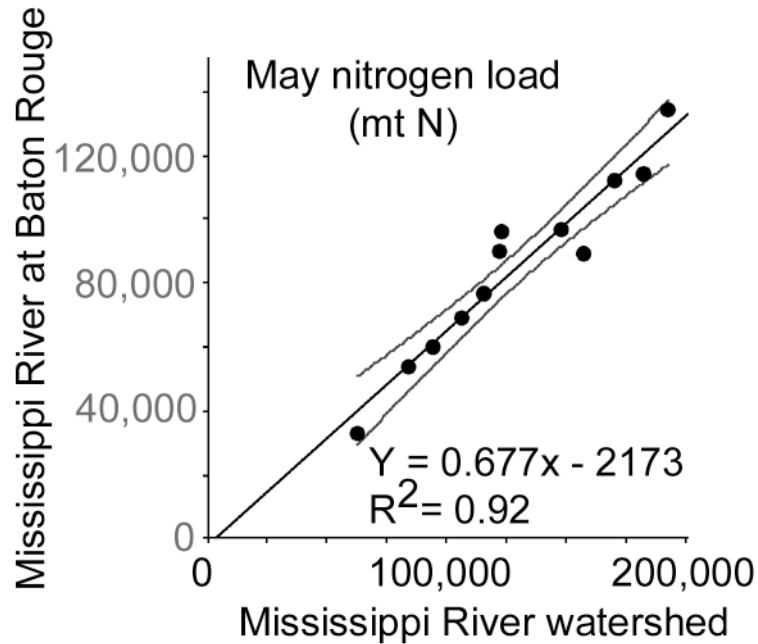 Mississippi River at Baton Rouge
May nitrogen load
(mt N)
120,000
80,000
40,000
0
Y = 0.677x - 2173
R²= 0.92
0
100,000
200,000
Mississippi River watershed